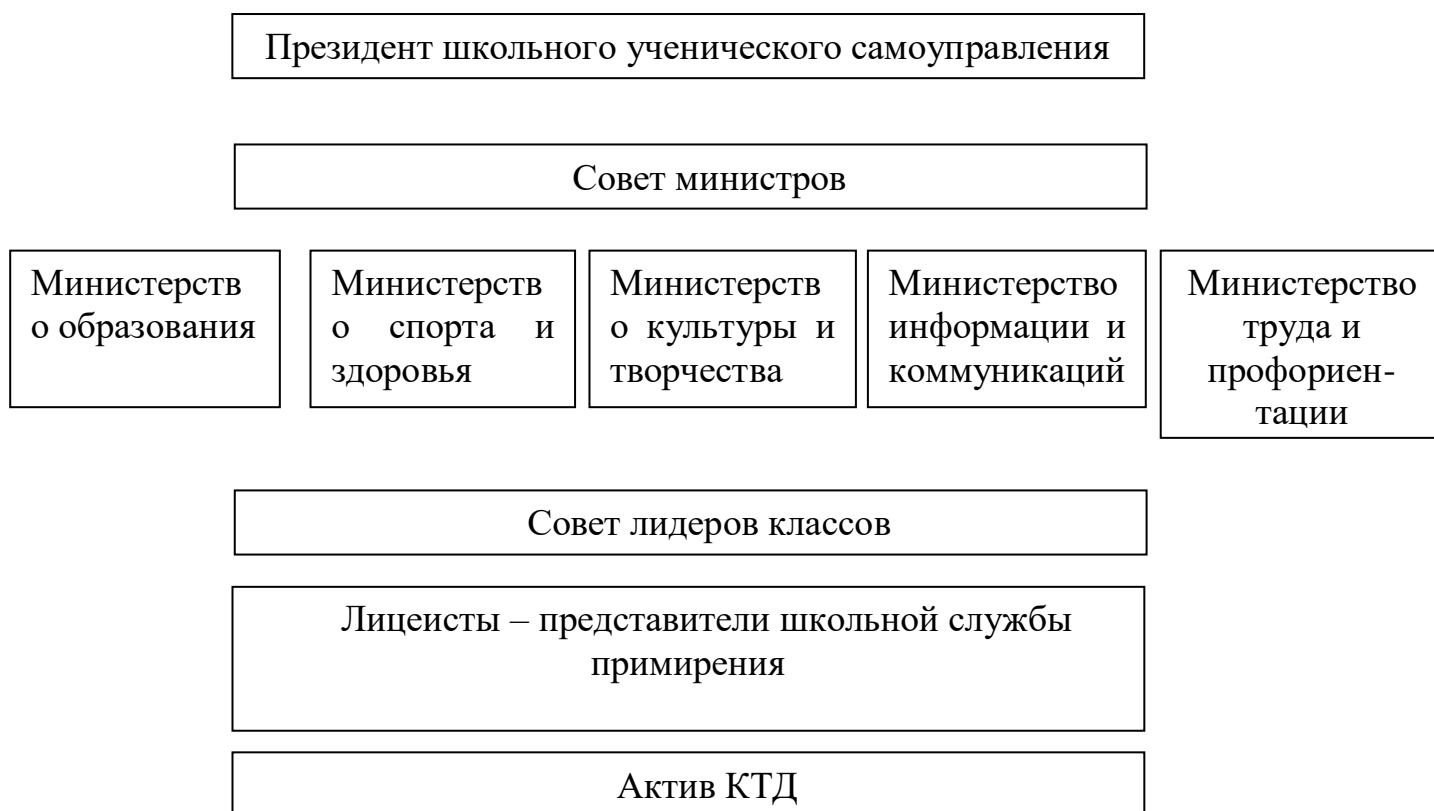 Президент школьного ученического самоуправления
Совет министров
Министерств
о образования
Министерств
о спорта и
здоровья
Министерств
о культуры и
творчества
Министерство
информации и
коммуникаций
Министерство
труда и
профориен-
тации
Совет лидеров классов
Лицеисты – представители школьной службы
примирения
Актив КТД